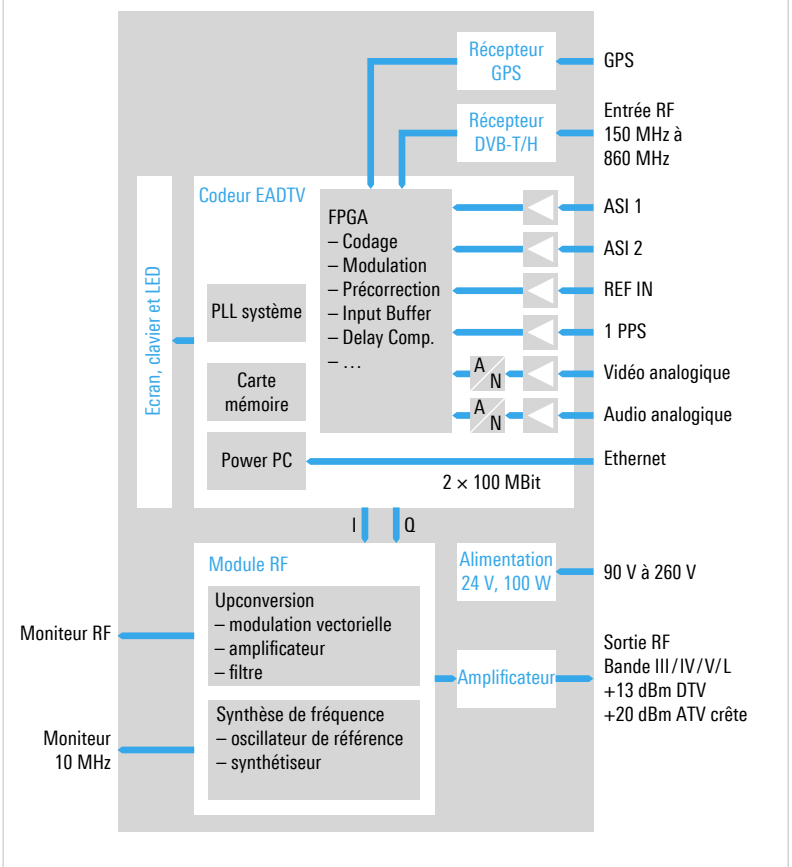 Récepteur
GPS
GPS
Récepteur
DVB-T/H
Entrée RF
150 MHz à
860 MHz
Codeur EADTV
FPGA
– Codage
– Modulation
– Précorrection
– Input Buffer
– Delay Comp.
– …
ASI 1
ASI 2
REF IN
1 PPS
A
N
Vidéo analogique
A
N
Audio analogique
Ecran, clavier et LED
PLL système
Carte
mémoire
Power PC
Ethernet
2 × 100 MBit
I
Q
Module RF
Upconversion
– modulation vectorielle
– amplificateur
– filtre
Synthèse de fréquence
– oscillateur de référence
– synthétiseur
Moniteur RF
Moniteur
10 MHz
Alimentation
24 V, 100 W
90 V à 260 V
Amplificateur
Sortie RF
Bande III/IV/V/L
+13 dBm DTV
+20 dBm ATV crête